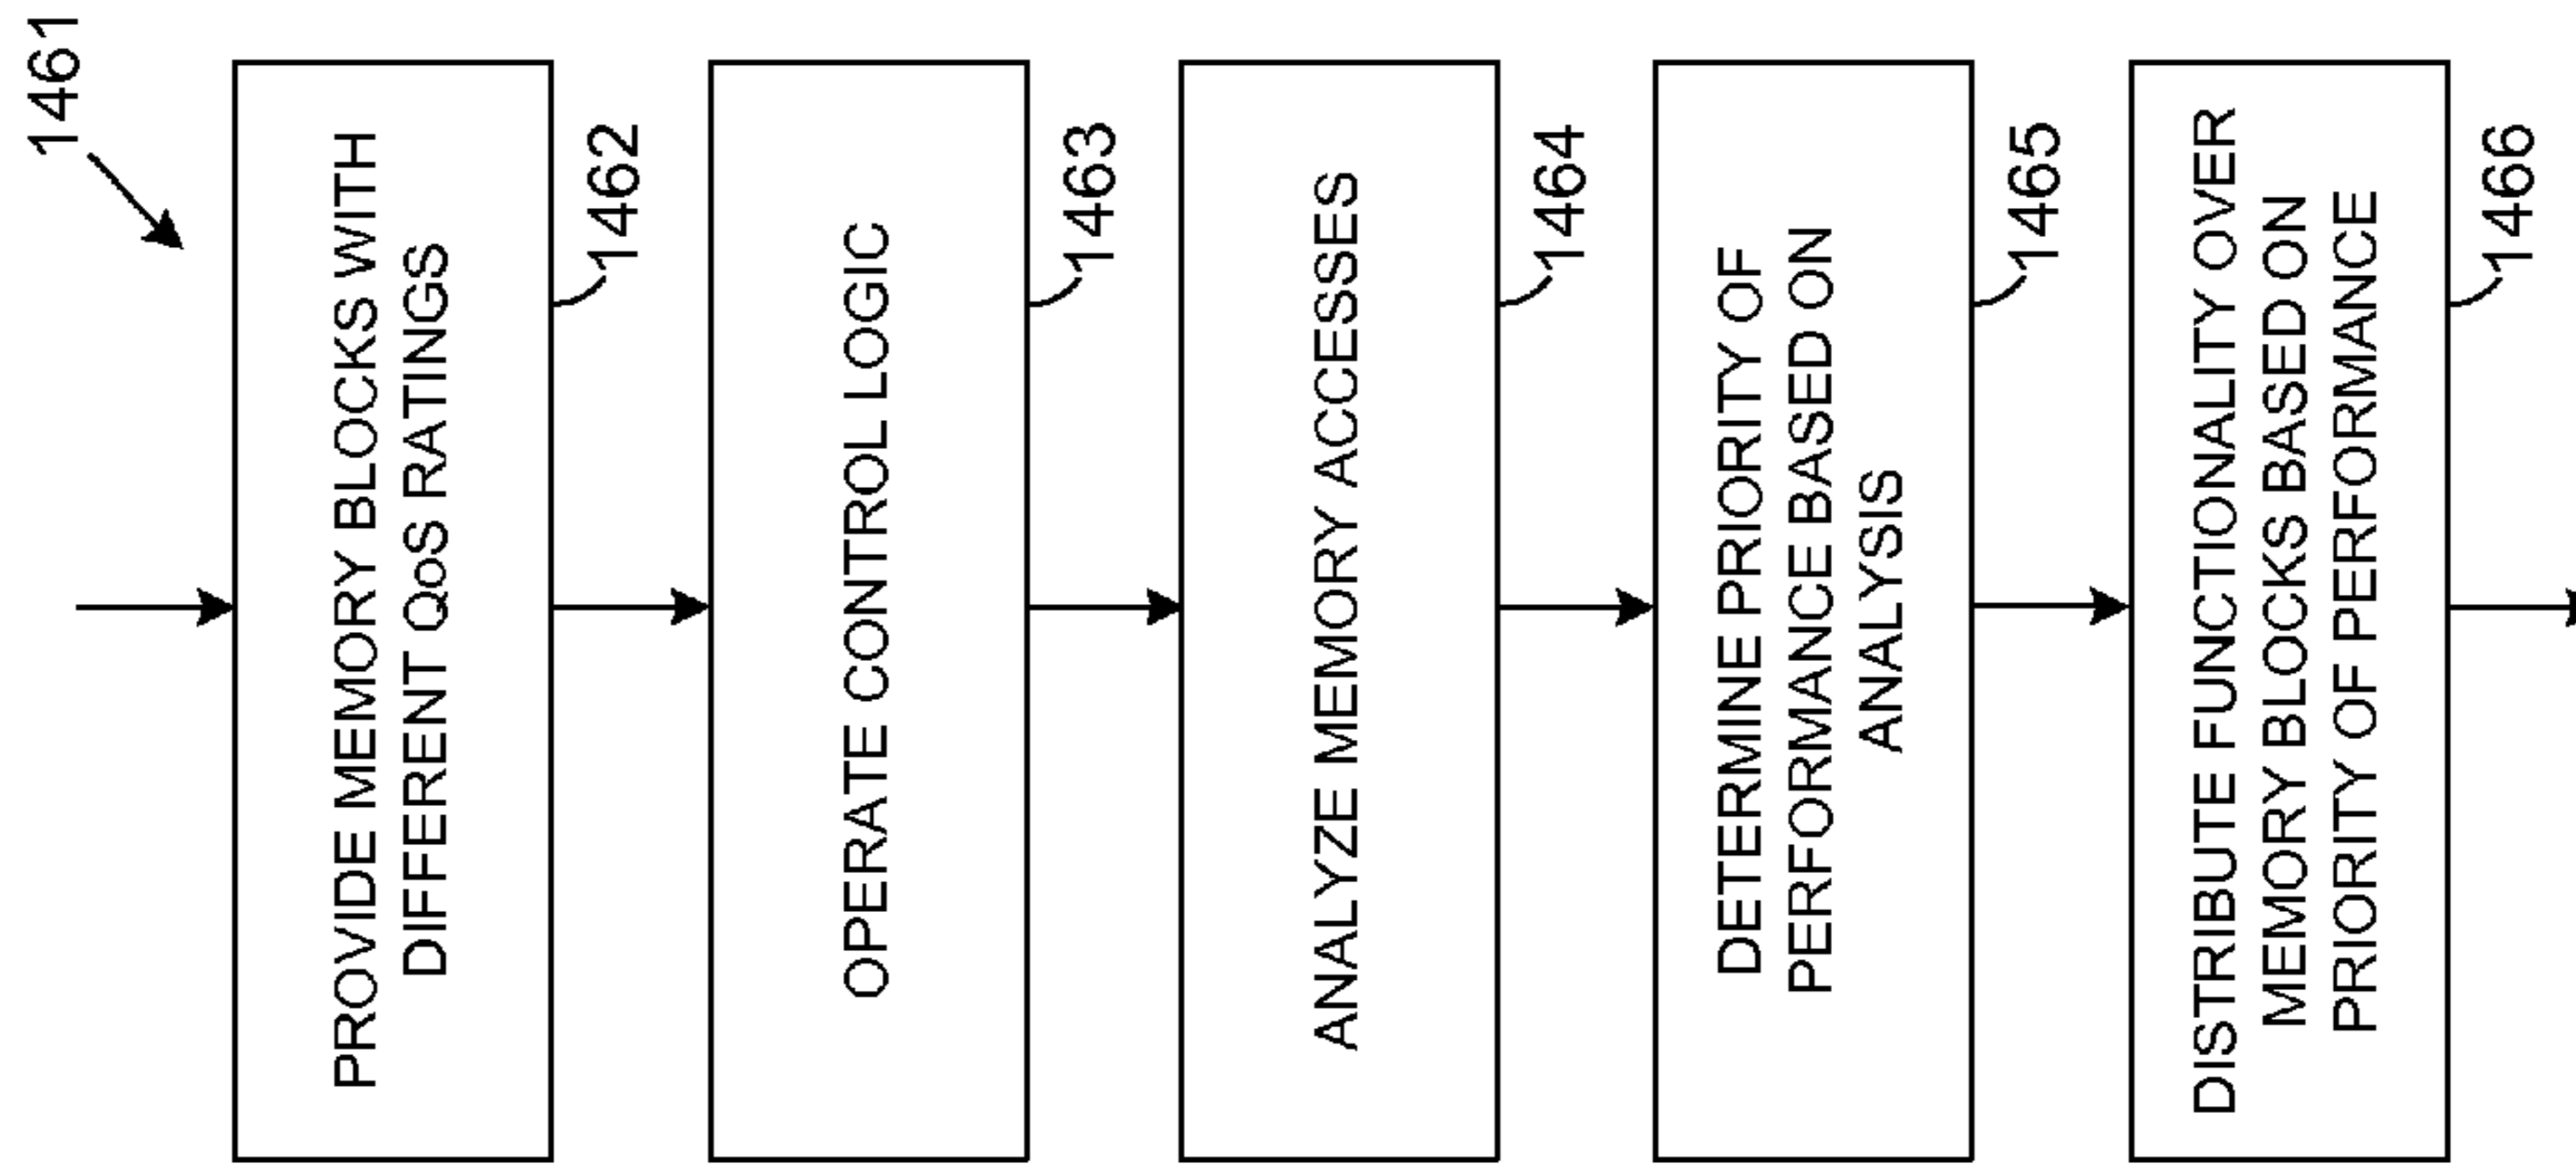 1461
PROVIDE MEMORY BLOCKS WITH
DIFFERENT QoS RATINGS
1462
OPERATE CONTROL LOGIC
1463
ANALYZE MEMORY ACCESSES
1464
DETERMINE PRIORITY OF
PERFORMANCE BASED ON
ANALYSIS
1465
DISTRIBUTE FUNCTIONALITY OVER
MEMORY BLOCKS BASED ON
PRIORITY OF PERFORMANCE
1466